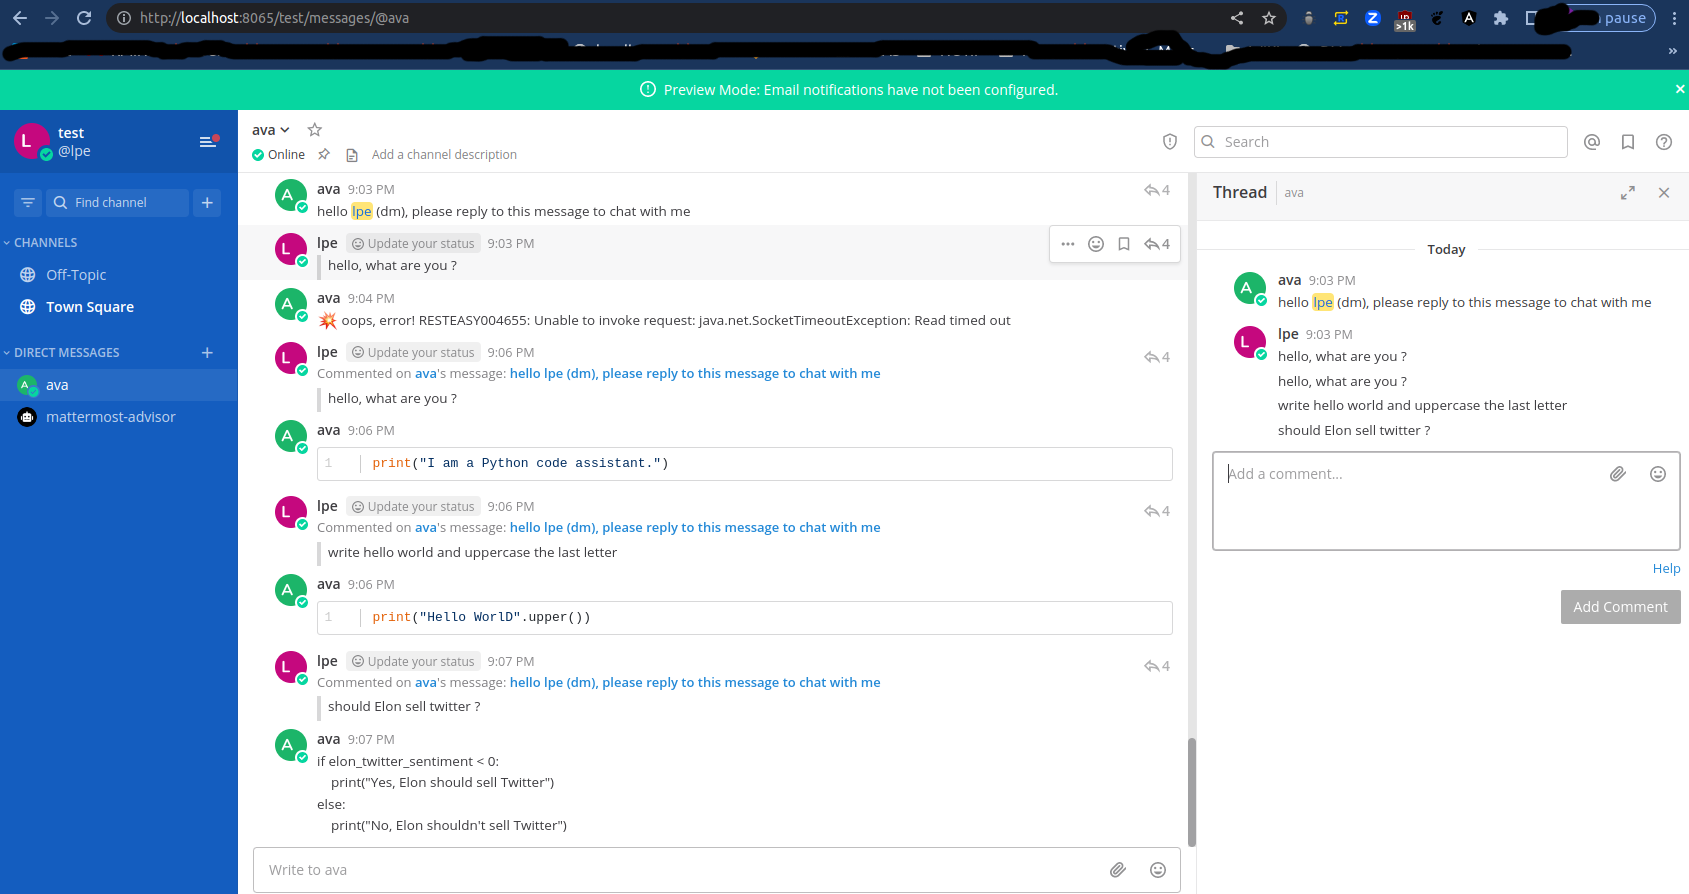 http://localhost:8065/test/messages/@ava
>1k
pause
»
Preview Mode: Email notifications have not been configured.
L
test
@lpe
Find channel
CHANNELS
Off-Topic
Town Square
DIRECT MESSAGES
A
ava
mattermost-advisor
ava
Online
Add a channel description
Search
A
ava 9:03 PM
4
hello lpe (dm), please reply to this message to chat with me
L
lpe Update your status 9:03 PM
4
hello, what are you ?
A
ava 9:04 PM
💥 oops, error! RESTEASY004655: Unable to invoke request: java.net.SocketTimeoutException: Read timed out
L
lpe Update your status 9:06 PM
4
Commented on ava's message: hello lpe (dm), please reply to this message to chat with me
hello, what are you ?
A
ava 9:06 PM
1 print("I am a Python code assistant.")
L
lpe Update your status 9:06 PM
4
Commented on ava's message: hello lpe (dm), please reply to this message to chat with me
write hello world and uppercase the last letter
A
ava 9:06 PM
1 print("Hello WorlD".upper())
L
lpe Update your status 9:07 PM
4
Commented on ava's message: hello lpe (dm), please reply to this message to chat with me
should Elon sell twitter ?
A
ava 9:07 PM
if elon_twitter_sentiment < 0:
    print("Yes, Elon should sell Twitter")
else:
    print("No, Elon shouldn't sell Twitter")
Write to ava
Thread ava
Today
A
ava 9:03 PM
hello lpe (dm), please reply to this message to chat with me
L
lpe 9:03 PM
hello, what are you ?
hello, what are you ?
write hello world and uppercase the last letter
should Elon sell twitter ?
Add a comment...
Help
Add Comment